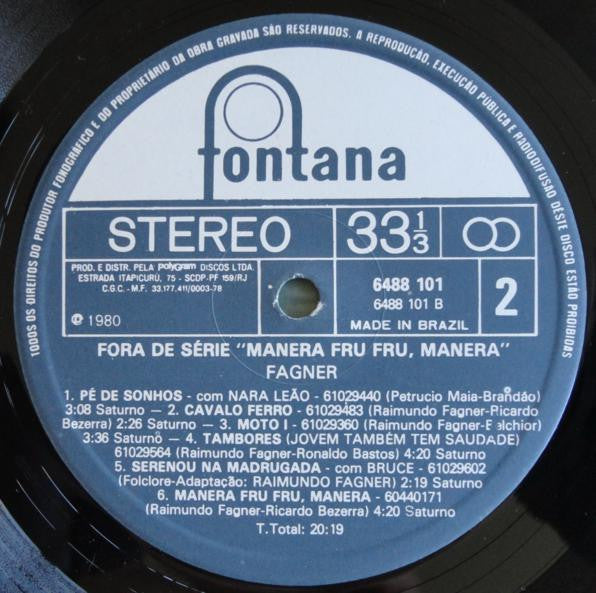 TODOS OS DIREITOS DO PRODUTOR FONOGRÁFICO E DO PROPRIETÁRIO DA OBRA GRAVADA SÃO RESERVADOS. A REPRODUÇÃO, EXECUÇÃO PÚBLICA E RADIODIFUSÃO DÊSTE DISCO ESTÃO PROIBIDAS
fontana
STEREO
33 1/3
PROD. E DISTR. PELA polyGram DISCOS LTDA.
ESTRADA ITAPICURÚ, 75 - SCDP-PF 159/RJ
C.G.C. - M.F. 33.177.411/0003-78
℗ 1980
6488 101
6488 101 B
MADE IN BRAZIL
2
FORA DE SÉRIE "MANERA FRU FRU, MANERA"
FAGNER
1. PÉ DE SONHOS - com NARA LEÃO - 61029440 (Petrucio Maia-Brandão)
3:08 Saturno — 2. CAVALO FERRO - 61029483 (Raimundo Fagner-Ricardo
Bezerra) 2:26 Saturno — 3. MOTO I - 61029360 (Raimundo Fagner-Belchior)
3:36 Saturno — 4. TAMBORES (JOVEM TAMBÉM TEM SAUDADE)
61029564 (Raimundo Fagner-Ronaldo Bastos) 4:20 Saturno
5. SERENOU NA MADRUGADA - com BRUCE - 61029602
(Folclore-Adaptação: RAIMUNDO FAGNER) 2:19 Saturno
6. MANERA FRU FRU, MANERA - 60440171
(Raimundo Fagner-Ricardo Bezerra) 4:20 Saturno
T.Total: 20:19